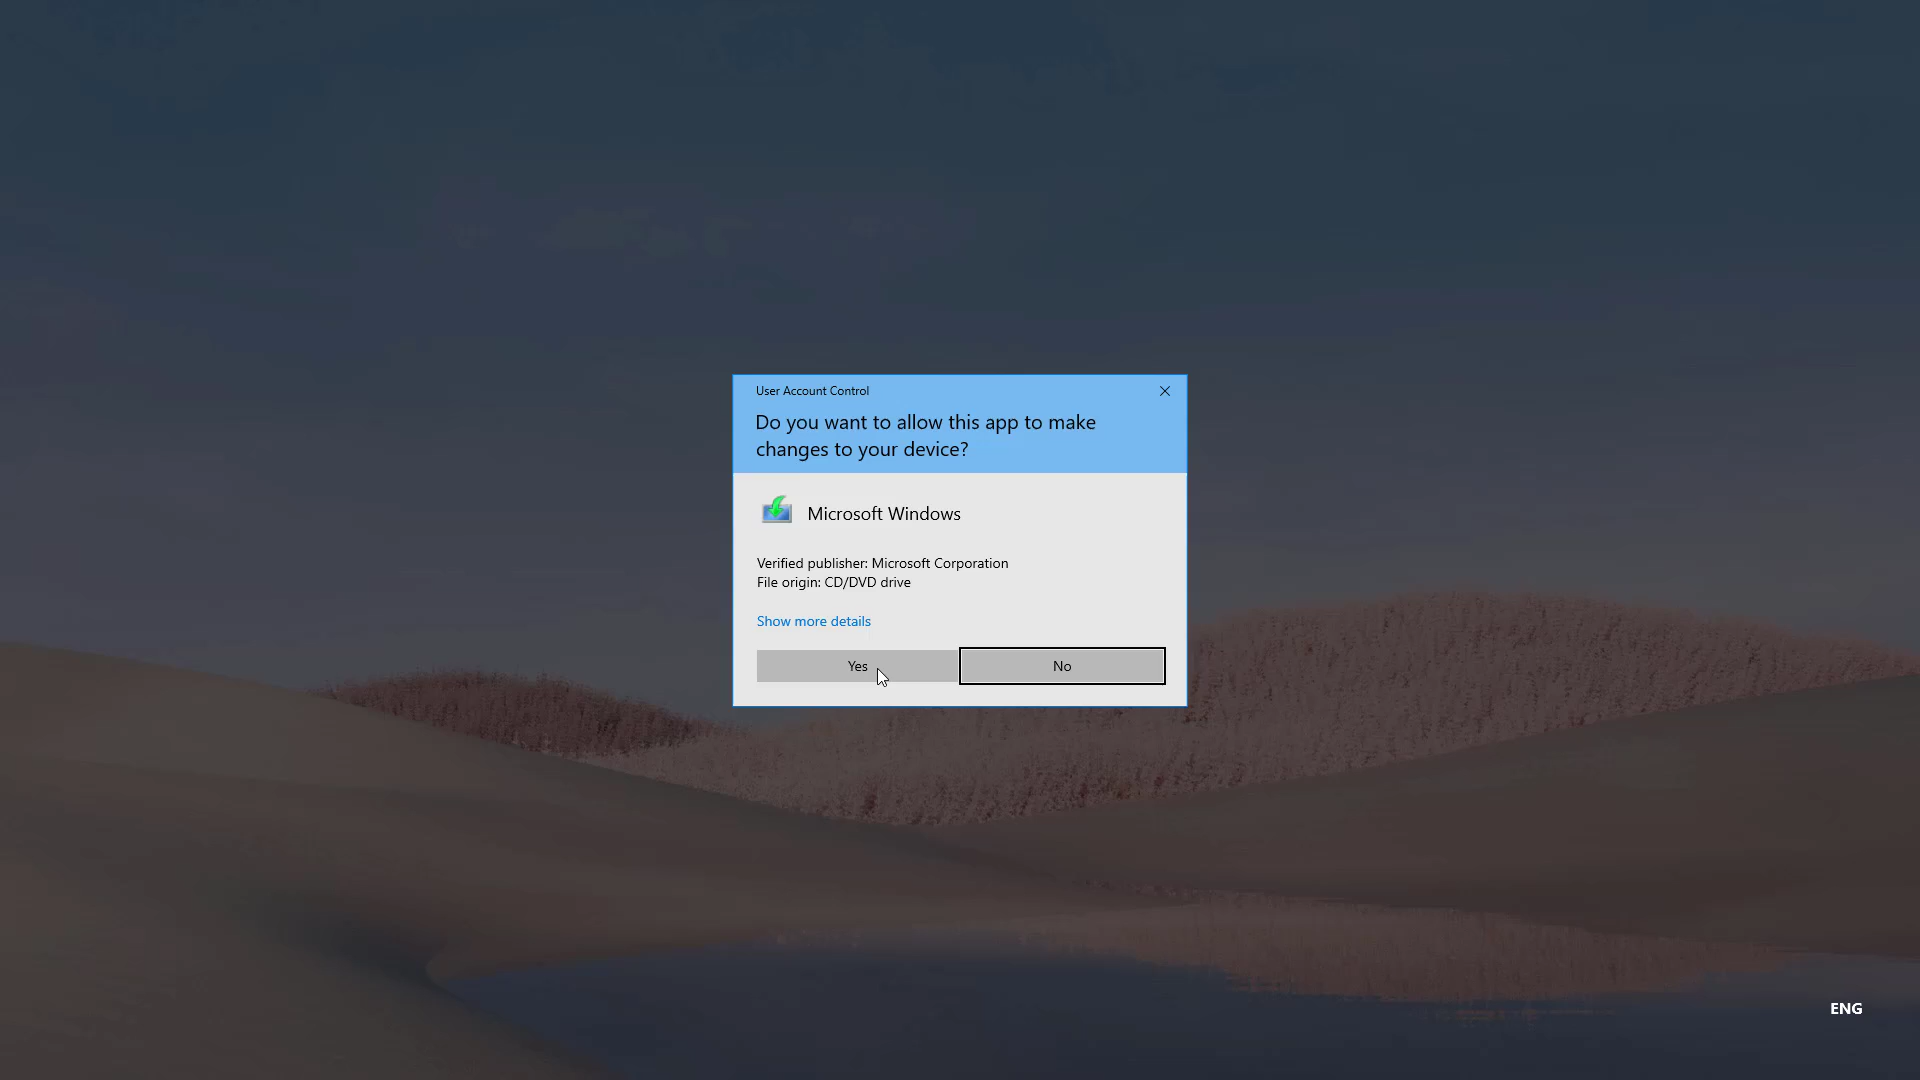 User Account Control
Do you want to allow this app to make
changes to your device?
Microsoft Windows
Verified publisher: Microsoft Corporation
File origin: CD/DVD drive
Show more details
Yes
No
ENG